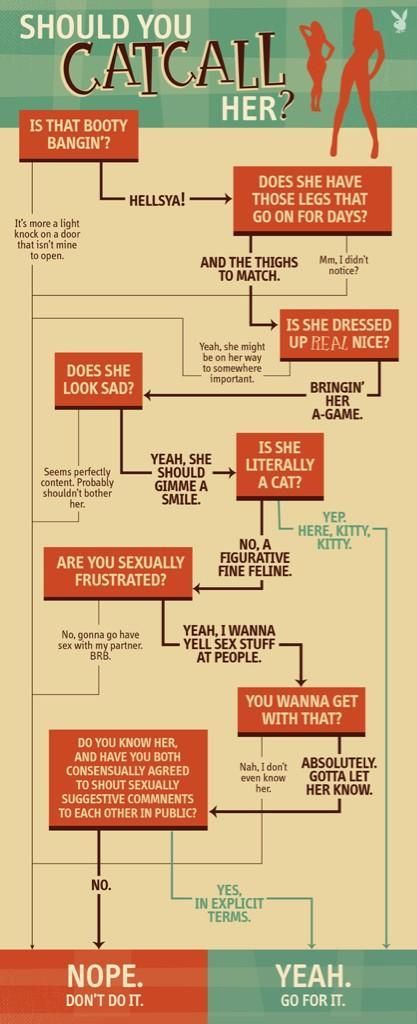 SHOULD YOU
CATCALL
HER?
IS THAT BOOTY
BANGIN'?
HELLSYA!
DOES SHE HAVE
THOSE LEGS THAT
GO ON FOR DAYS?
It's more a light
knock on a door
that isn't mine
to open.
AND THE THIGHS
TO MATCH.
Mm, I didn't
notice?
IS SHE DRESSED
UP REAL NICE?
Yeah, she might
be on her way
to somewhere
important.
DOES SHE
LOOK SAD?
BRINGIN'
HER
A-GAME.
IS SHE
LITERALLY
A CAT?
YEAH, SHE
SHOULD
GIMME A
SMILE.
Seems perfectly
content. Probably
shouldn't bother
her.
YEP.
HERE, KITTY,
KITTY.
NO, A
FIGURATIVE
FINE FELINE.
ARE YOU SEXUALLY
FRUSTRATED?
No, gonna go have
sex with my partner.
BRB.
YEAH, I WANNA
YELL SEX STUFF
AT PEOPLE.
YOU WANNA GET
WITH THAT?
DO YOU KNOW HER,
AND HAVE YOU BOTH
CONSENSUALLY AGREED
TO SHOUT SEXUALLY
SUGGESTIVE COMMNENTS
TO EACH OTHER IN PUBLIC?
Nah, I don't
even know
her.
ABSOLUTELY.
GOTTA LET
HER KNOW.
NO.
YES,
IN EXPLICIT
TERMS.
NOPE.
DON'T DO IT.
YEAH.
GO FOR IT.